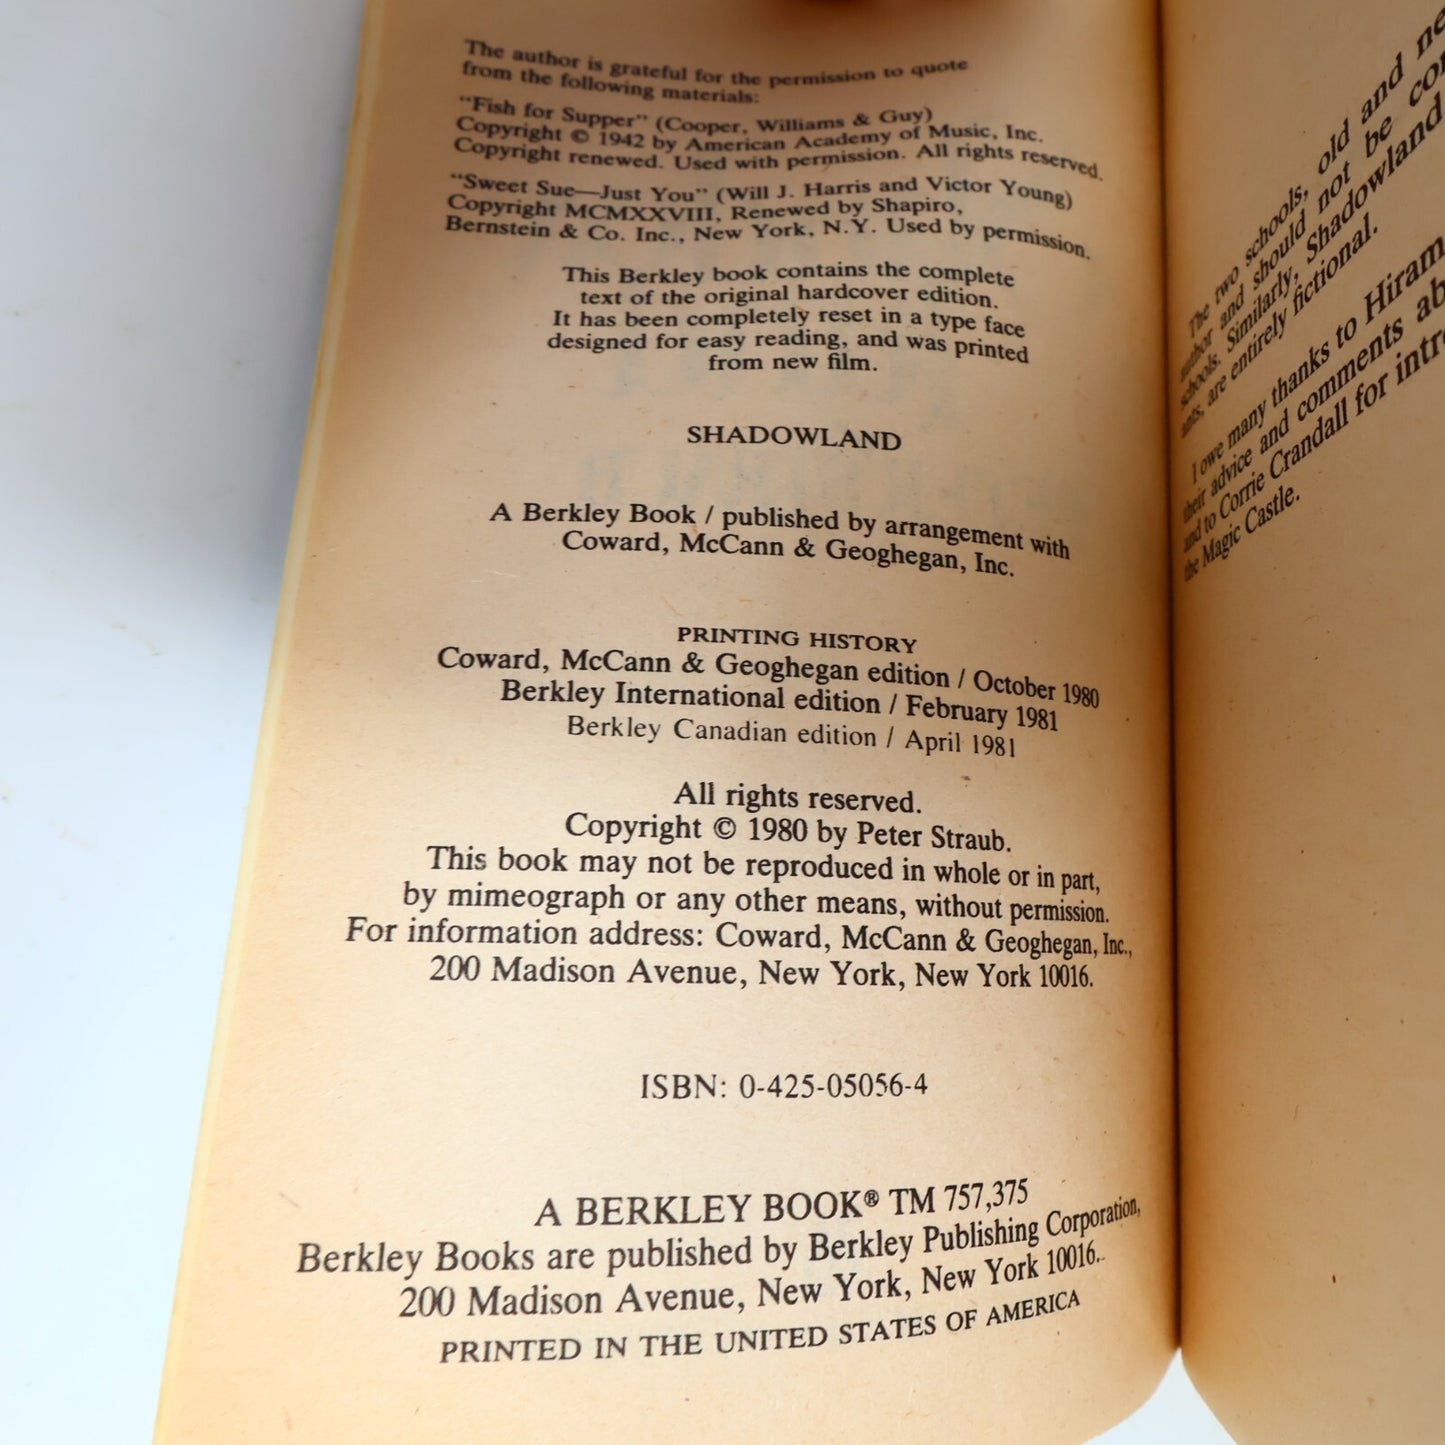 The author is grateful for the permission to quote
from the following materials:
"Fish for Supper" (Cooper, Williams & Guy)
Copyright © 1942 by American Academy of Music, Inc.
Copyright renewed. Used with permission. All rights reserved.
"Sweet Sue—Just You" (Will J. Harris and Victor Young)
Copyright MCMXXVIII, Renewed by Shapiro,
Bernstein & Co. Inc., New York, N.Y. Used by permission.
This Berkley book contains the complete
text of the original hardcover edition.
It has been completely reset in a type face
designed for easy reading, and was printed
from new film.
SHADOWLAND
A Berkley Book / published by arrangement with
Coward, McCann & Geoghegan, Inc.
PRINTING HISTORY
Coward, McCann & Geoghegan edition / October 1980
Berkley International edition / February 1981
Berkley Canadian edition / April 1981
All rights reserved.
Copyright © 1980 by Peter Straub.
This book may not be reproduced in whole or in part,
by mimeograph or any other means, without permission.
For information address: Coward, McCann & Geoghegan, Inc.,
200 Madison Avenue, New York, New York 10016.
ISBN: 0-425-05056-4
A BERKLEY BOOK® TM 757,375
Berkley Books are published by Berkley Publishing Corporation,
200 Madison Avenue, New York, New York 10016.
PRINTED IN THE UNITED STATES OF AMERICA
The two schools, old and
author and should not be
schools. Similarly, Shadowland
are entirely fictional.
I owe many thanks to Hiram
their advice and comments
and to Corrie Crandall for
the Magic Castle.